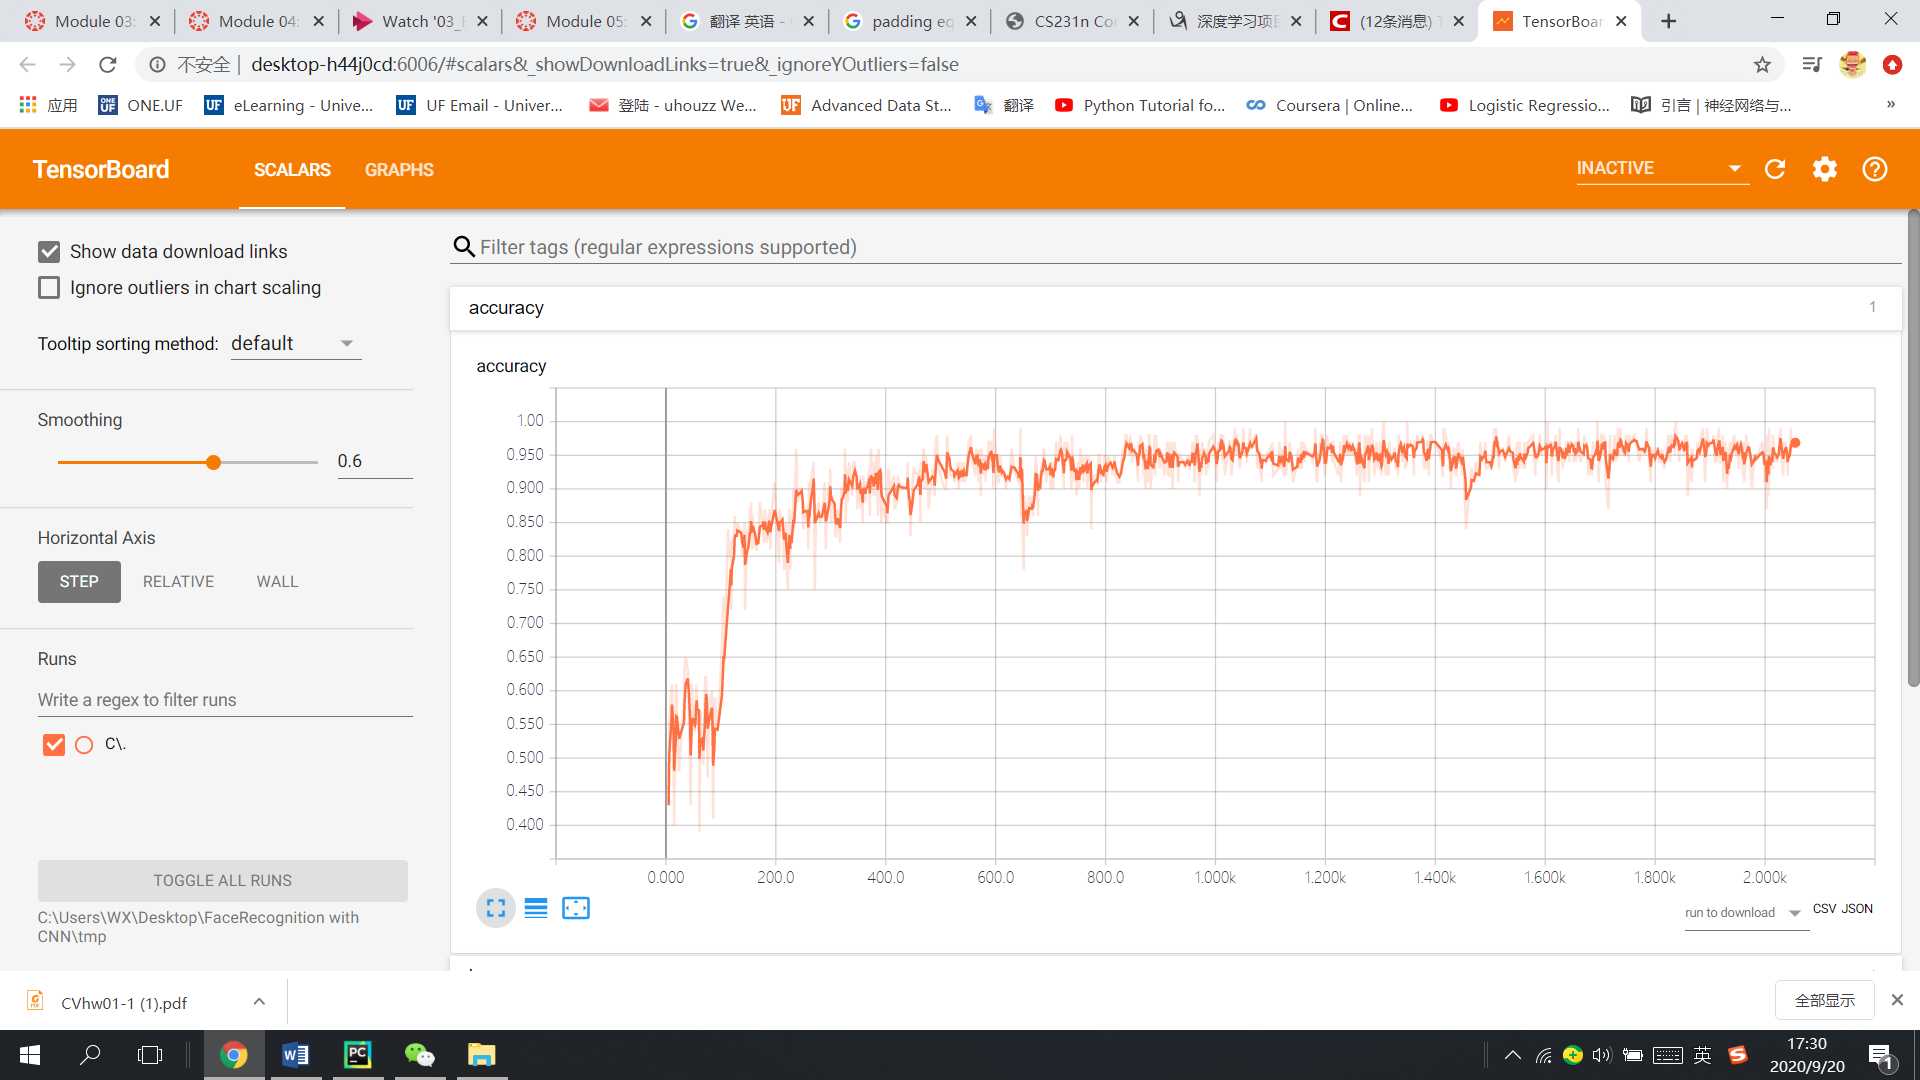 Module 03:
Module 04:
Watch '03_
Module 05:
翻译 英语 -
padding eq
CS231n Co
深度学习项
(12条消息)
TensorBoar
不安全 | desktop-h44j0cd:6006/#scalars&_showDownloadLinks=true&_ignoreYOutliers=false
应用
ONE.UF
eLearning - Unive...
UF Email - Univer...
登陆 - uhouzz We...
Advanced Data St...
翻译
Python Tutorial fo...
Coursera | Online...
Logistic Regressio...
引言 | 神经网络与...
»
TensorBoard
SCALARS
GRAPHS
INACTIVE
Show data download links
Ignore outliers in chart scaling
Tooltip sorting method: default
Smoothing
0.6
Horizontal Axis
STEP RELATIVE WALL
Runs
Write a regex to filter runs
C\.
TOGGLE ALL RUNS
C:\Users\WX\Desktop\FaceRecognition with
CNN\tmp
Filter tags (regular expressions supported)
accuracy 1
accuracy
1.00
0.950
0.900
0.850
0.800
0.750
0.700
0.650
0.600
0.550
0.500
0.450
0.400
0.000 200.0 400.0 600.0 800.0 1.000k 1.200k 1.400k 1.600k 1.800k 2.000k
run to download CSV JSON
CVhw01-1 (1).pdf
全部显示
英
17:30
2020/9/20
1